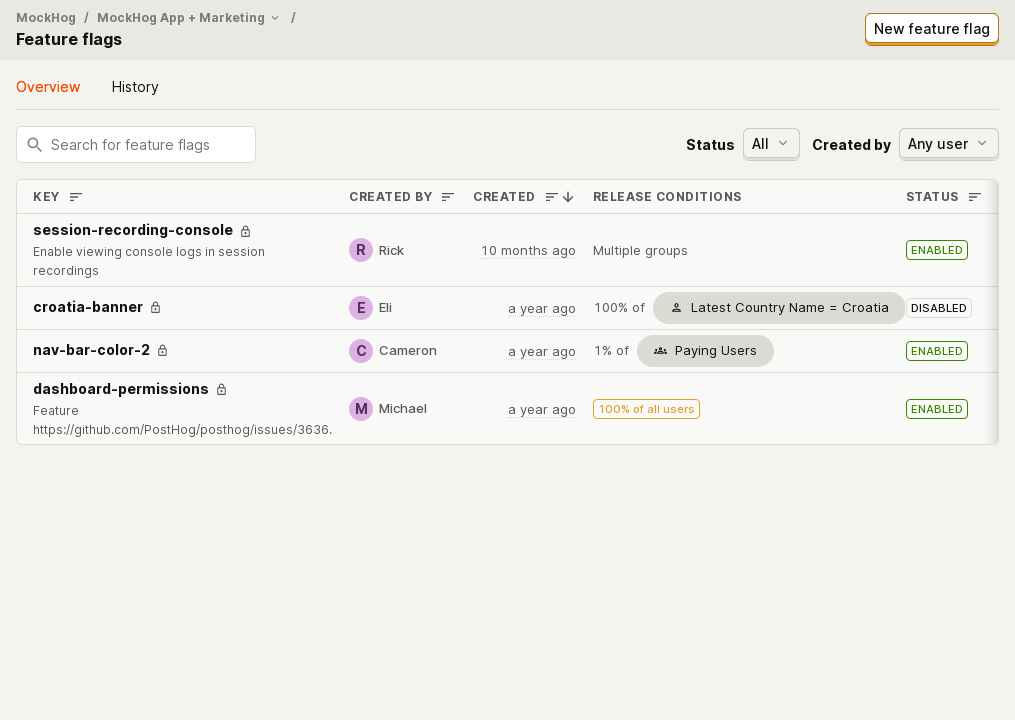 MockHog / MockHog App + Marketing /
Feature flags
New feature flag
Overview History
Search for feature flags
Status All Created by Any user
KEY CREATED BY CREATED RELEASE CONDITIONS STATUS
session-recording-console
Enable viewing console logs in session
recordings
R Rick 10 months ago Multiple groups ENABLED
croatia-banner E Eli a year ago 100% of Latest Country Name = Croatia DISABLED
nav-bar-color-2 C Cameron a year ago 1% of Paying Users ENABLED
dashboard-permissions
Feature
https://github.com/PostHog/posthog/issues/3636.
M Michael a year ago 100% of all users ENABLED